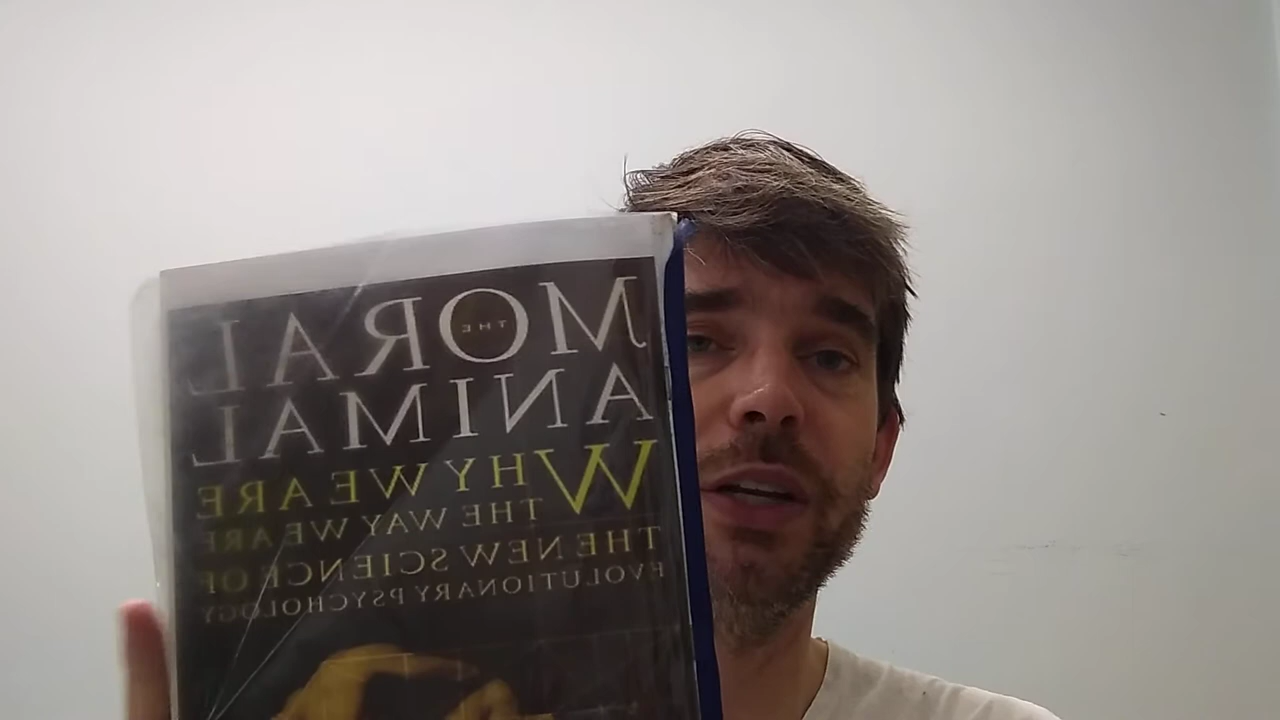 THE
MORAL
ANIMAL
WHY WE ARE
THE WAY WE ARE
THE NEW SCIENCE OF
EVOLUTIONARY PSYCHOLOGY